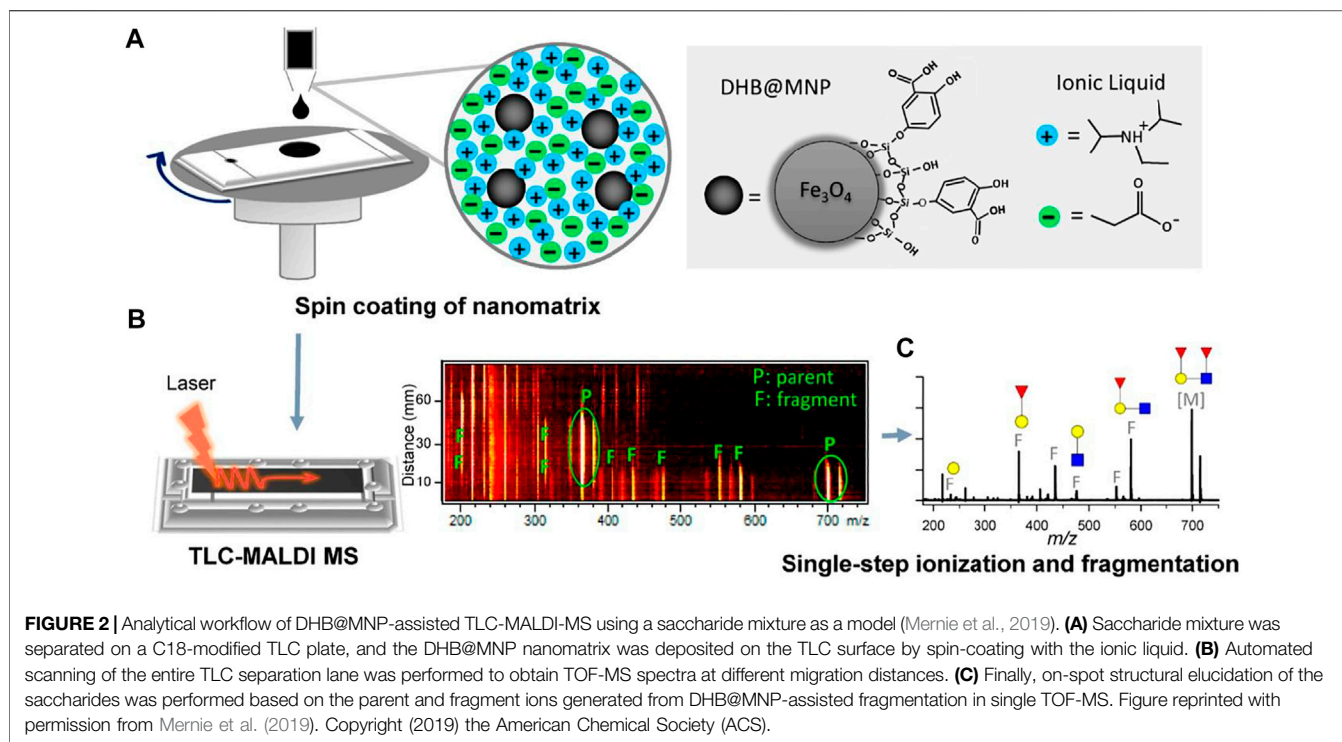 A
DHB@MNP
Ionic Liquid
Fe3O4
Spin coating of nanomatrix
B
Laser
TLC-MALDI MS
Distance (mm)
60
30
10
P: parent
F: fragment
P
F
F
F
F
F
F
F
F
F
P
200 300 400 500 600 700 m/z
C
[M]
F
F
F
F
F
F
200 300 400 500 600 700
m/z
Single-step ionization and fragmentation
FIGURE 2 | Analytical workflow of DHB@MNP-assisted TLC-MALDI-MS using a saccharide mixture as a model (Mernie et al., 2019). (A) Saccharide mixture was
separated on a C18-modified TLC plate, and the DHB@MNP nanomatrix was deposited on the TLC surface by spin-coating with the ionic liquid. (B) Automated
scanning of the entire TLC separation lane was performed to obtain TOF-MS spectra at different migration distances. (C) Finally, on-spot structural elucidation of the
saccharides was performed based on the parent and fragment ions generated from DHB@MNP-assisted fragmentation in single TOF-MS. Figure reprinted with
permission from Mernie et al. (2019). Copyright (2019) the American Chemical Society (ACS).